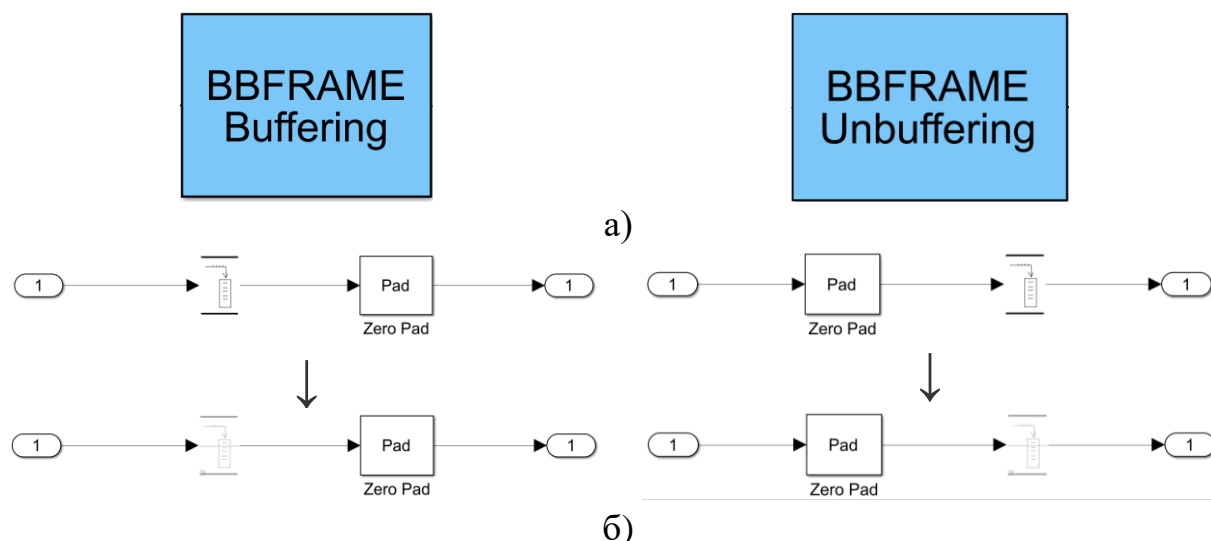 BBFRAME
Buffering
BBFRAME
Unbuffering
а)
1
Pad
1
Zero Pad
1
Pad
1
Zero Pad
1
Pad
1
Zero Pad
1
Pad
1
Zero Pad
б)